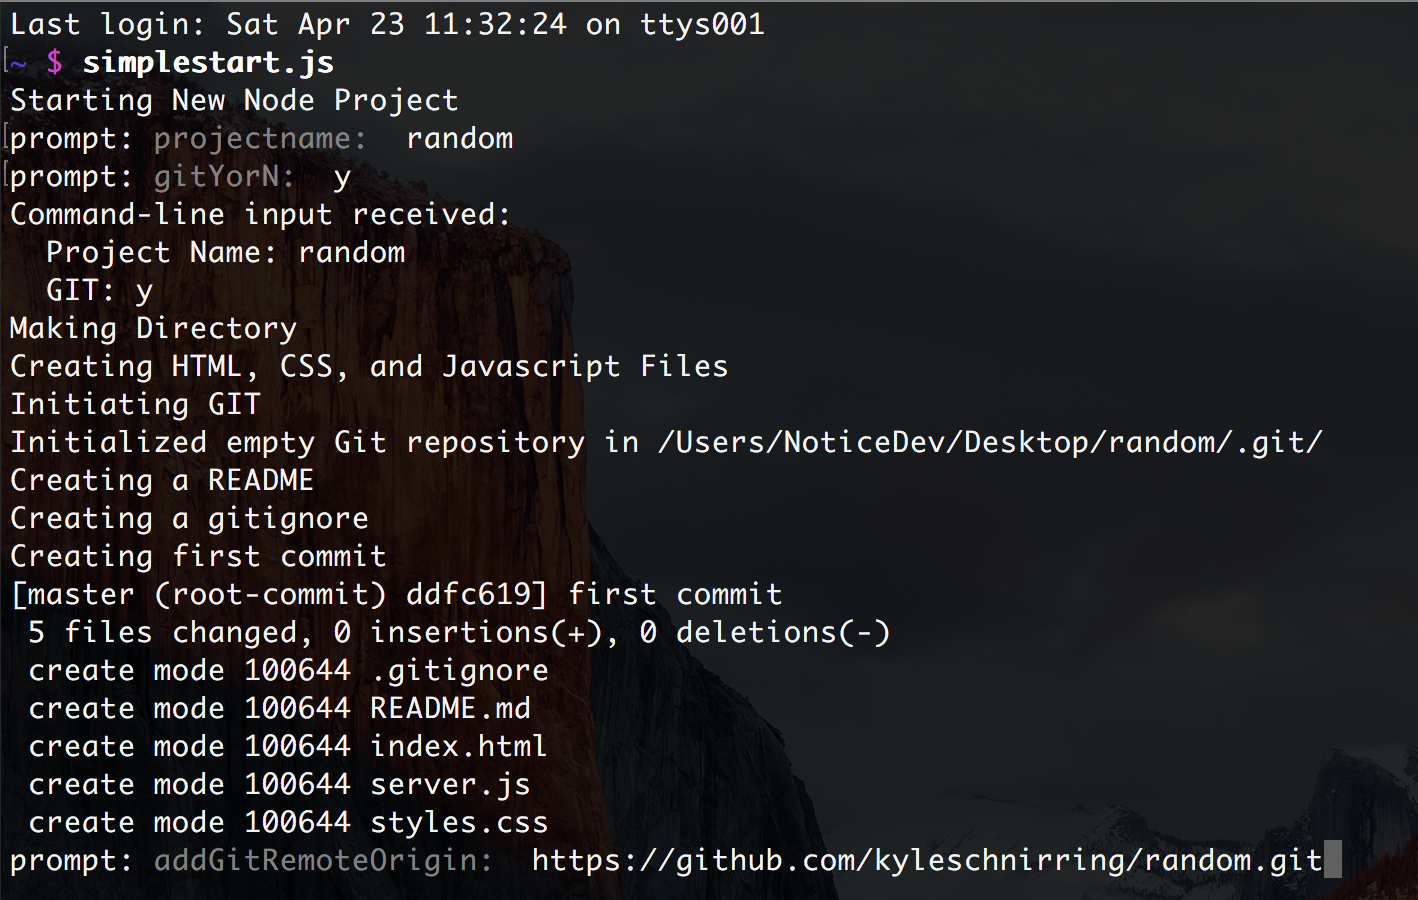 Last login: Sat Apr 23 11:32:24 on ttys001
[~ $ simplestart.js
Starting New Node Project
[prompt: projectname:  random
[prompt: gitYorN:  y
Command-line input received:
  Project Name: random
  GIT: y
Making Directory
Creating HTML, CSS, and Javascript Files
Initiating GIT
Initialized empty Git repository in /Users/NoticeDev/Desktop/random/.git/
Creating a README
Creating a gitignore
Creating first commit
[master (root-commit) ddfc619] first commit
 5 files changed, 0 insertions(+), 0 deletions(-)
 create mode 100644 .gitignore
 create mode 100644 README.md
 create mode 100644 index.html
 create mode 100644 server.js
 create mode 100644 styles.css
prompt: addGitRemoteOrigin:  https://github.com/kyleschnirring/random.git